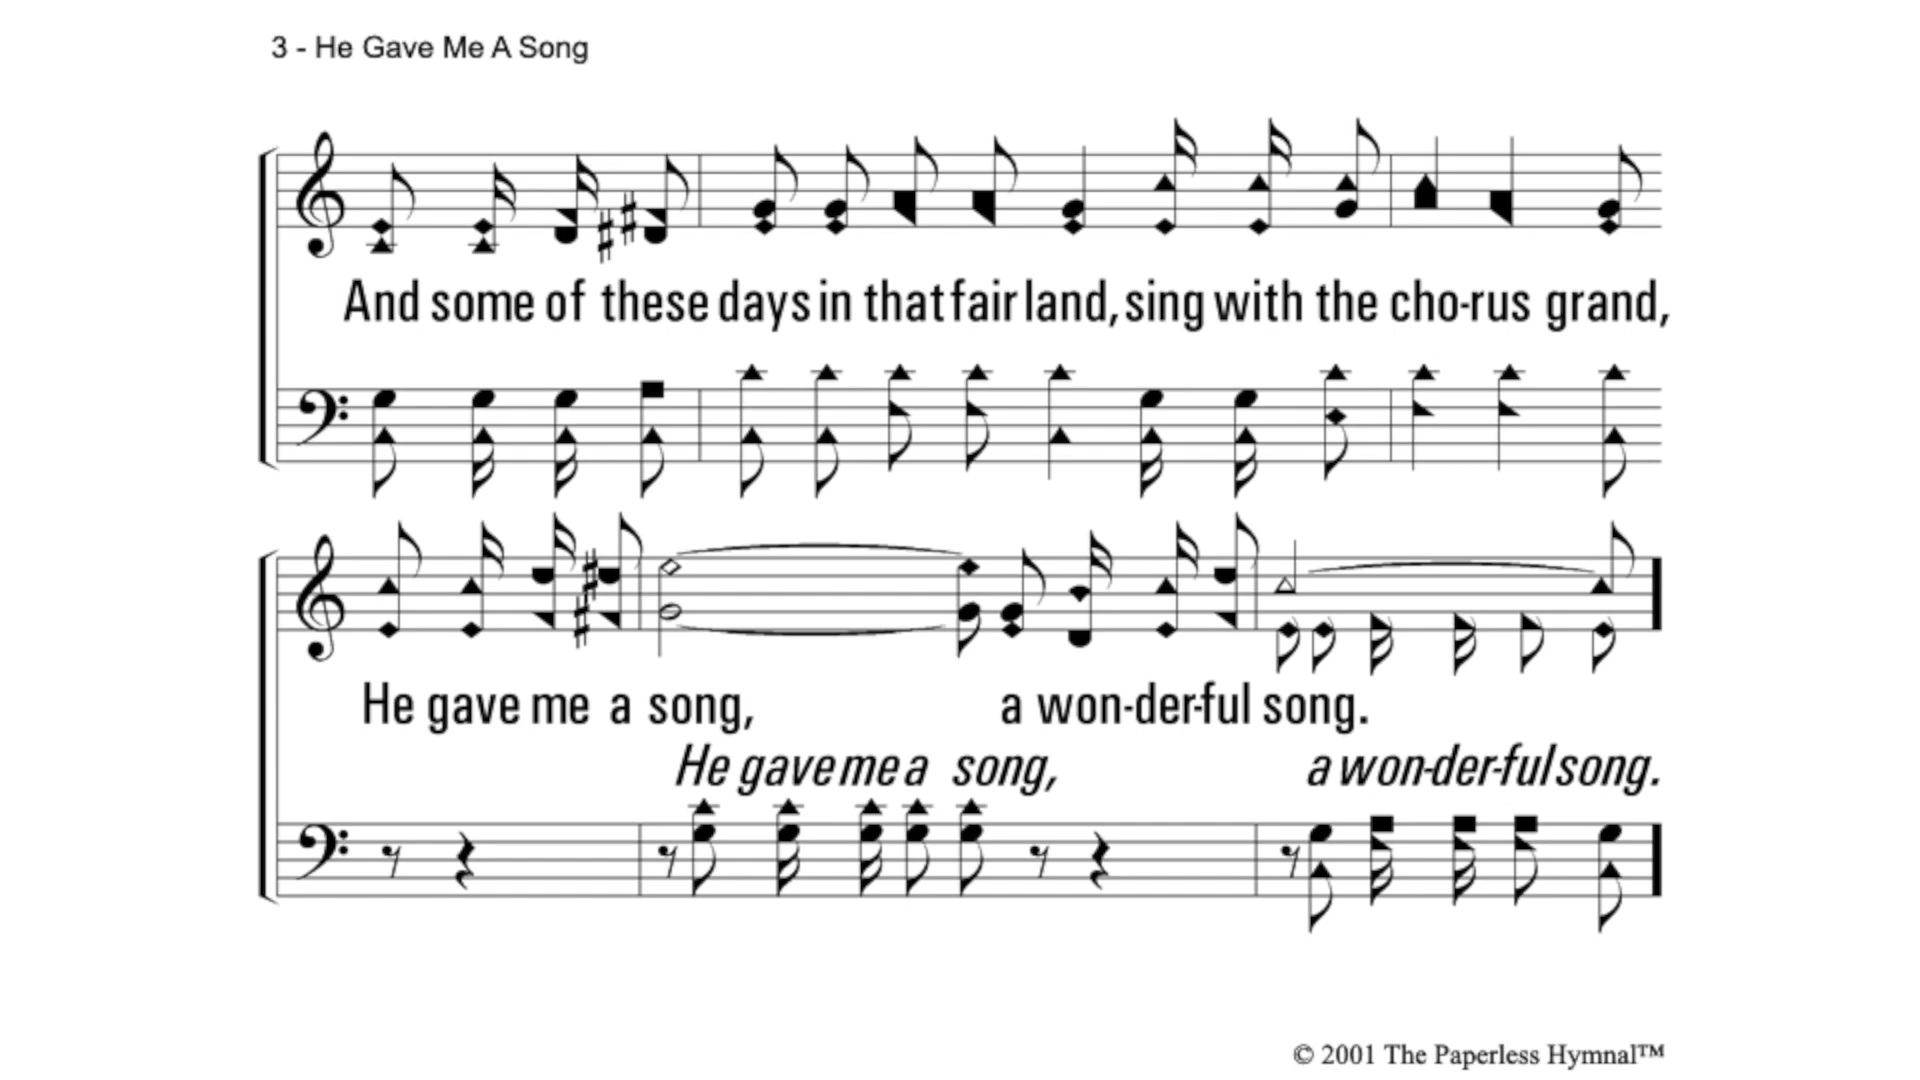 3 - He Gave Me A Song
And some of these days in that fair land, sing with the cho-rus grand,
He gave me a song, a won-der-ful song.
He gave me a song, a won-der-ful song.
© 2001 The Paperless Hymnal™